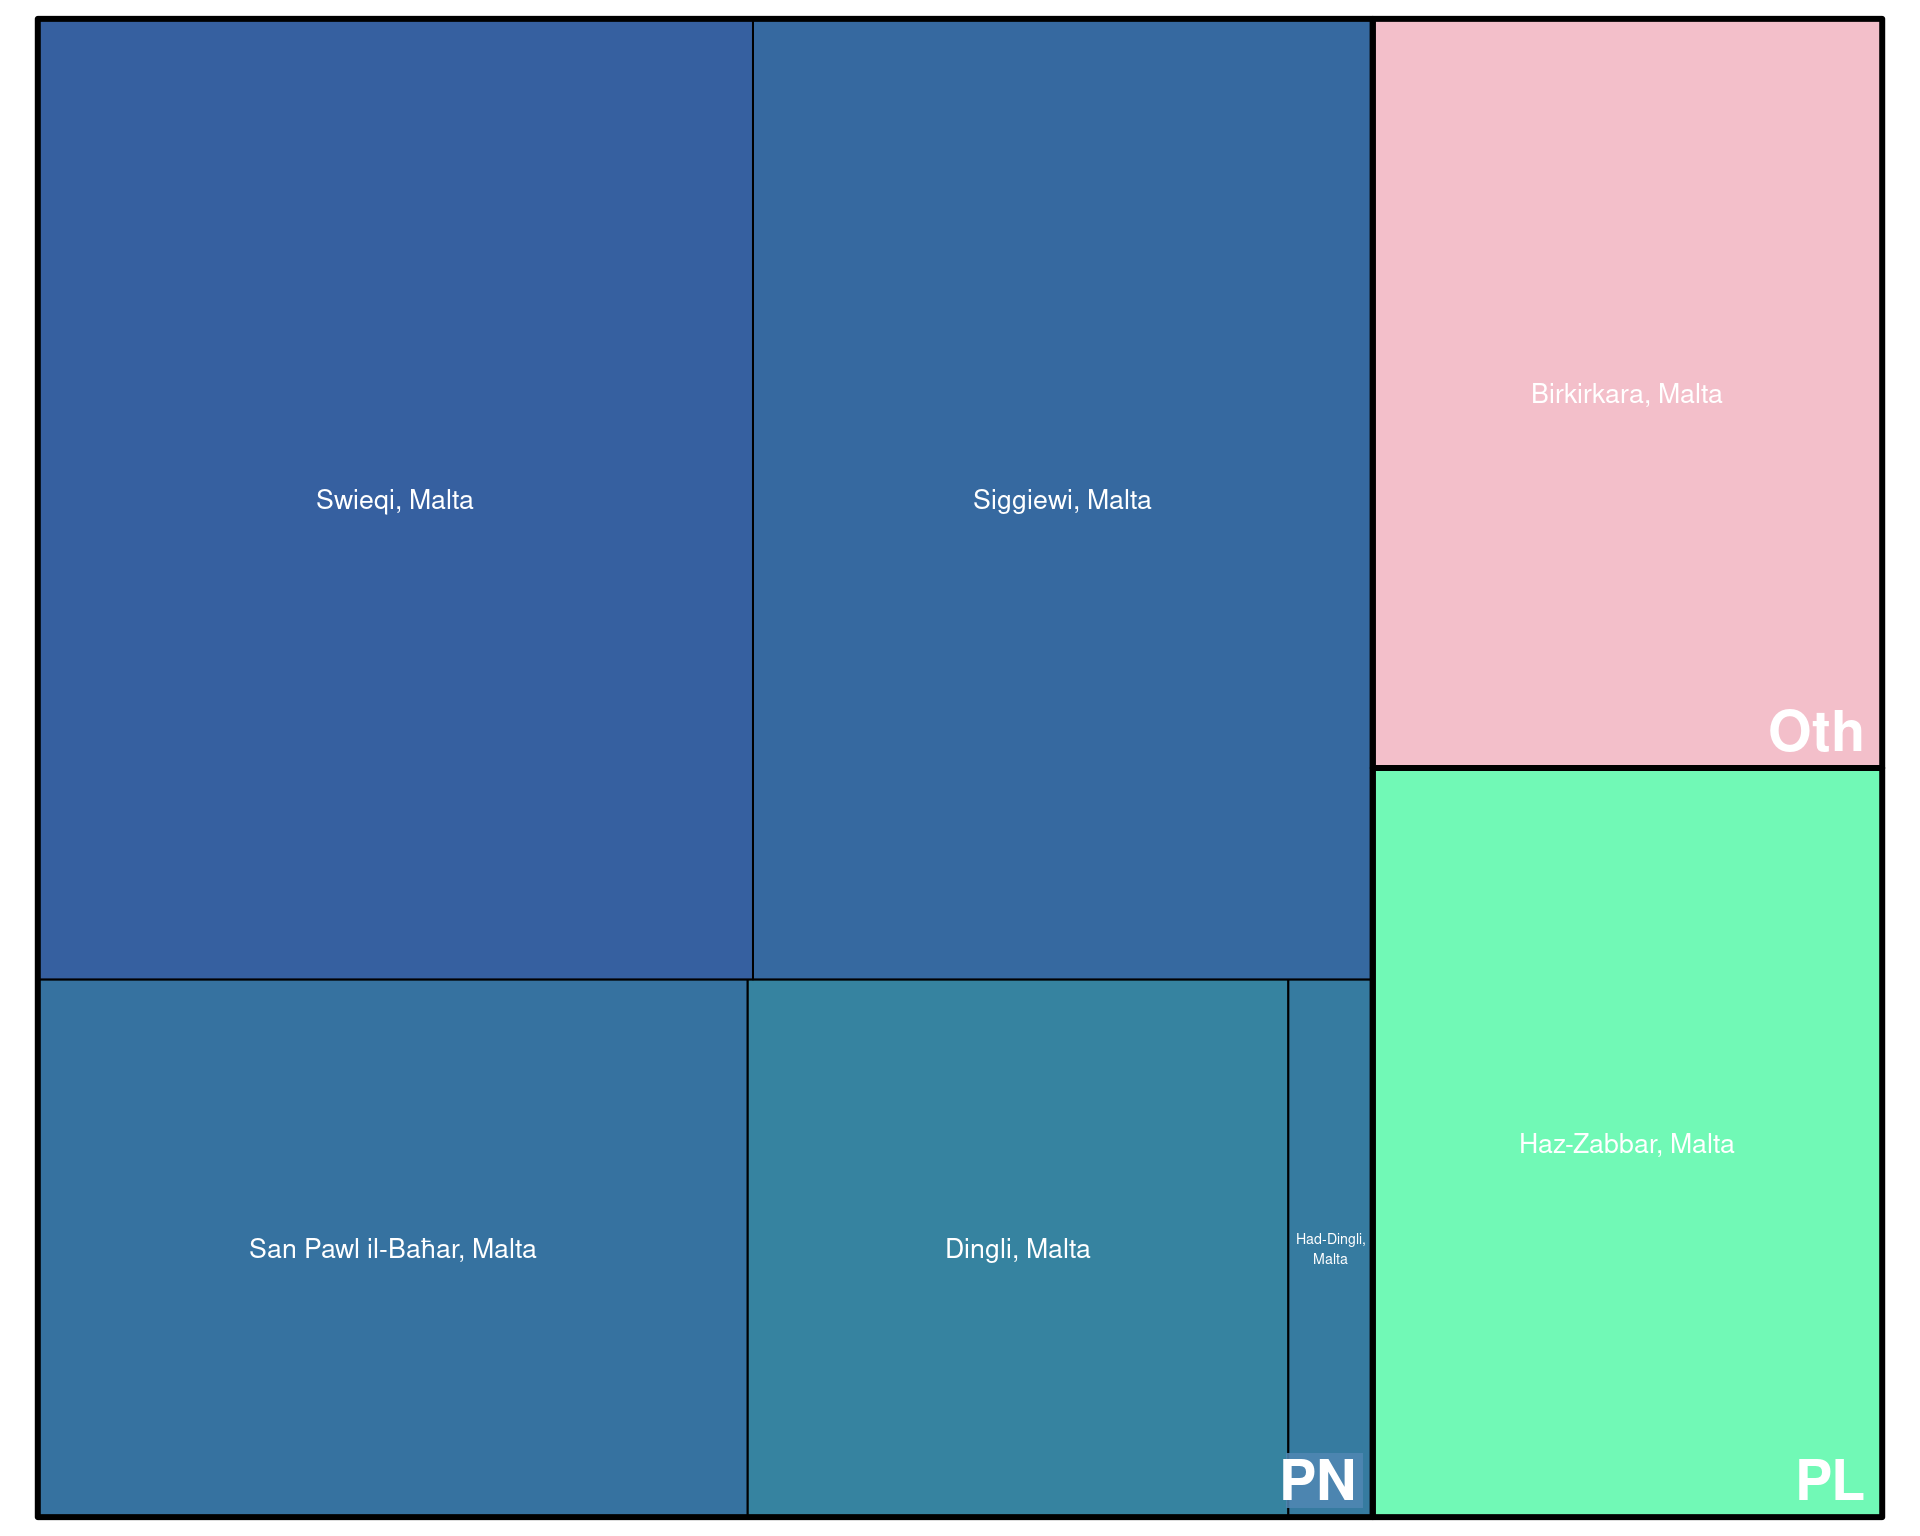 Swieqi, Malta
Siggiewi, Malta
Birkirkara, Malta
Oth
Haz-Zabbar, Malta
San Pawl il-Baħar, Malta
Dingli, Malta
Had-Dingli,
Malta
PN
PL